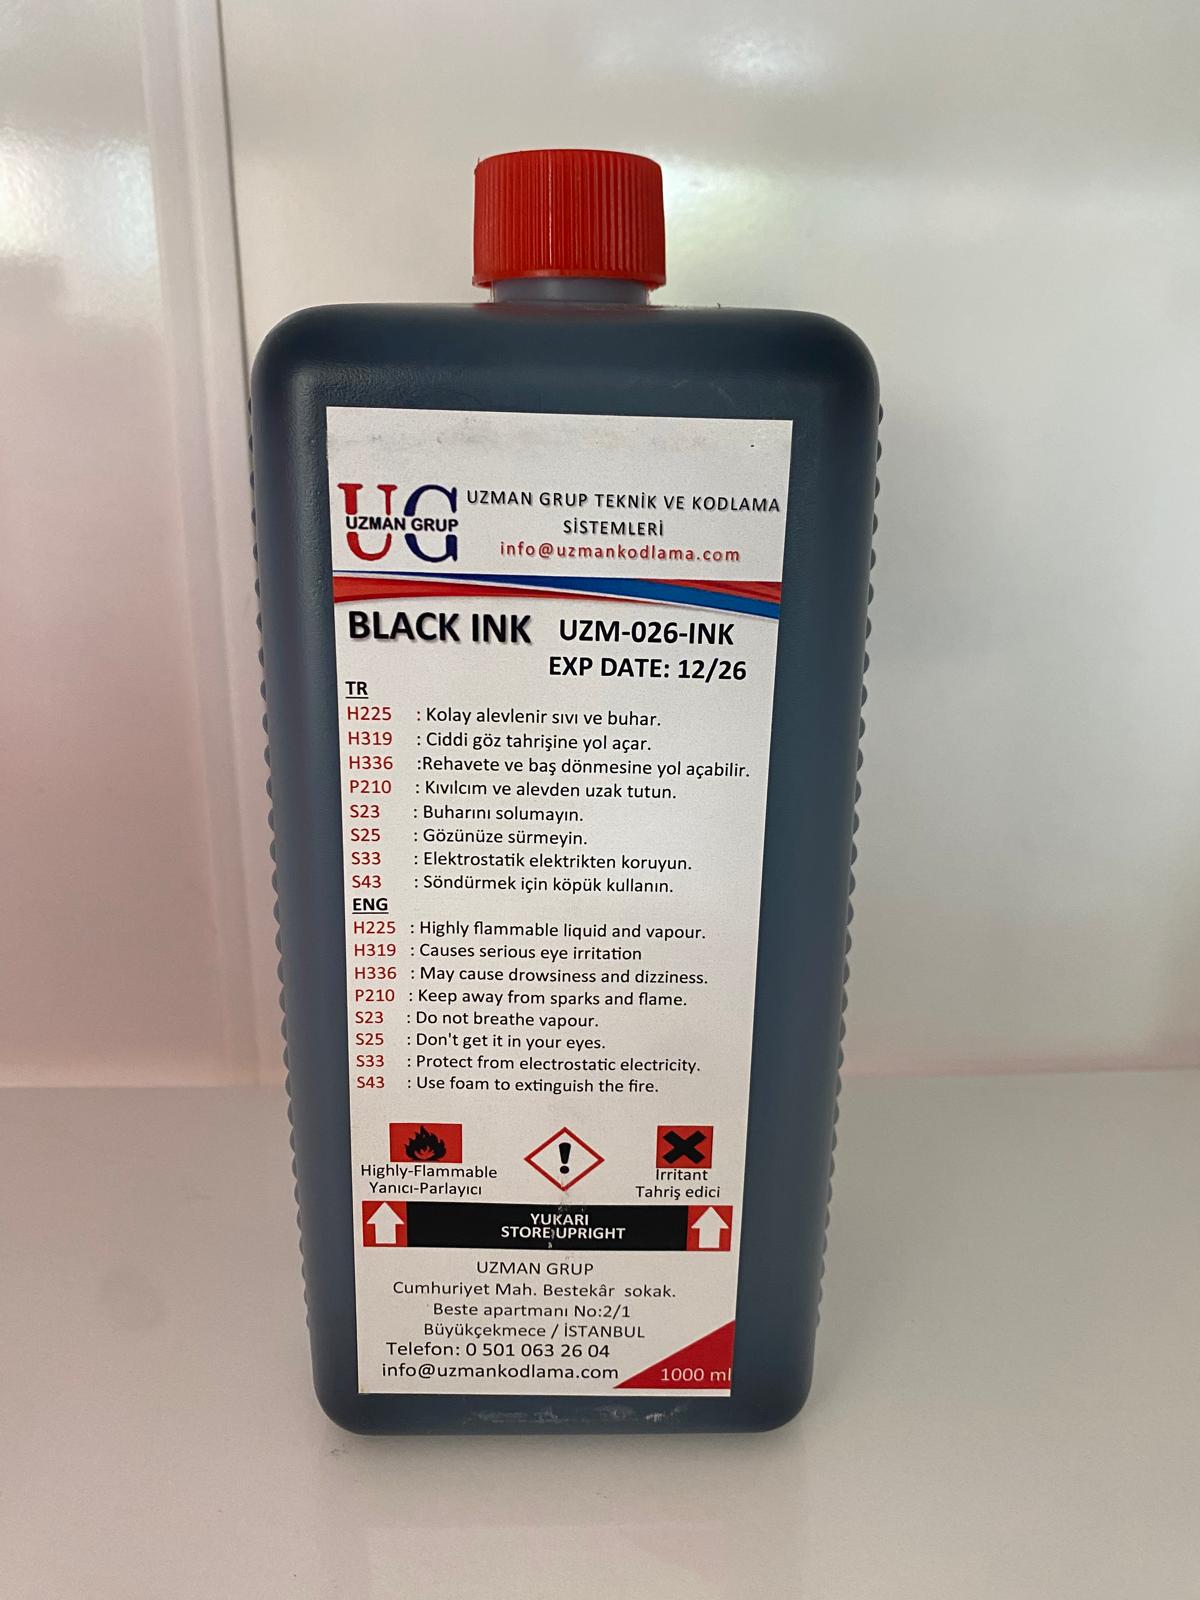 UG
UZMAN GRUP
UZMAN GRUP TEKNİK VE KODLAMA
SİSTEMLERİ
info@uzmankodlama.com
BLACK INK UZM-026-INK
EXP DATE: 12/26
TR
H225 : Kolay alevlenir sıvı ve buhar.
H319 : Ciddi göz tahrişine yol açar.
H336 :Rehavete ve baş dönmesine yol açabilir.
P210 : Kıvılcım ve alevden uzak tutun.
S23 : Buharını solumayın.
S25 : Gözünüze sürmeyin.
S33 : Elektrostatik elektrikten koruyun.
S43 : Söndürmek için köpük kullanın.
ENG
H225 : Highly flammable liquid and vapour.
H319 : Causes serious eye irritation
H336 : May cause drowsiness and dizziness.
P210 : Keep away from sparks and flame.
S23 : Do not breathe vapour.
S25 : Don't get it in your eyes.
S33 : Protect from electrostatic electricity.
S43 : Use foam to extinguish the fire.
Highly-Flammable
Yanıcı-Parlayıcı
Irritant
Tahriş edici
YUKARI
STORE UPRIGHT
UZMAN GRUP
Cumhuriyet Mah. Bestekâr sokak.
Beste apartmanı No:2/1
Büyükçekmece / İSTANBUL
Telefon: 0 501 063 26 04
info@uzmankodlama.com
1000 ml